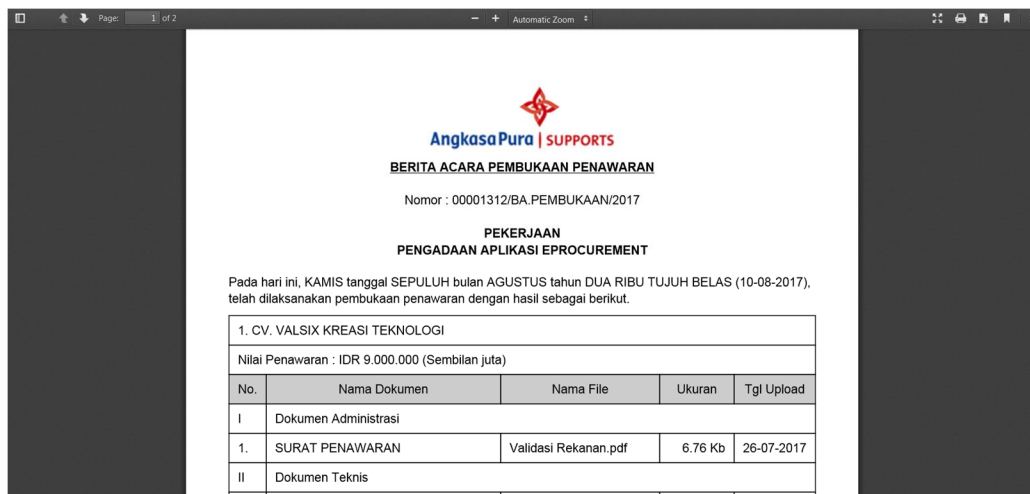 Page: 1 of 2
Automatic Zoom
AngkasaPura | SUPPORTS
BERITA ACARA PEMBUKAAN PENAWARAN
Nomor : 00001312/BA.PEMBUKAAN/2017
PEKERJAAN
PENGADAAN APLIKASI EPROCUREMENT
Pada hari ini, KAMIS tanggal SEPULUH bulan AGUSTUS tahun DUA RIBU TUJUH BELAS (10-08-2017),
telah dilaksanakan pembukaan penawaran dengan hasil sebagai berikut.
1. CV. VALSIX KREASI TEKNOLOGI
Nilai Penawaran : IDR 9.000.000 (Sembilan juta)
No. Nama Dokumen Nama File Ukuran Tgl Upload
I Dokumen Administrasi
1. SURAT PENAWARAN Validasi Rekanan.pdf 6.76 Kb 26-07-2017
II Dokumen Teknis